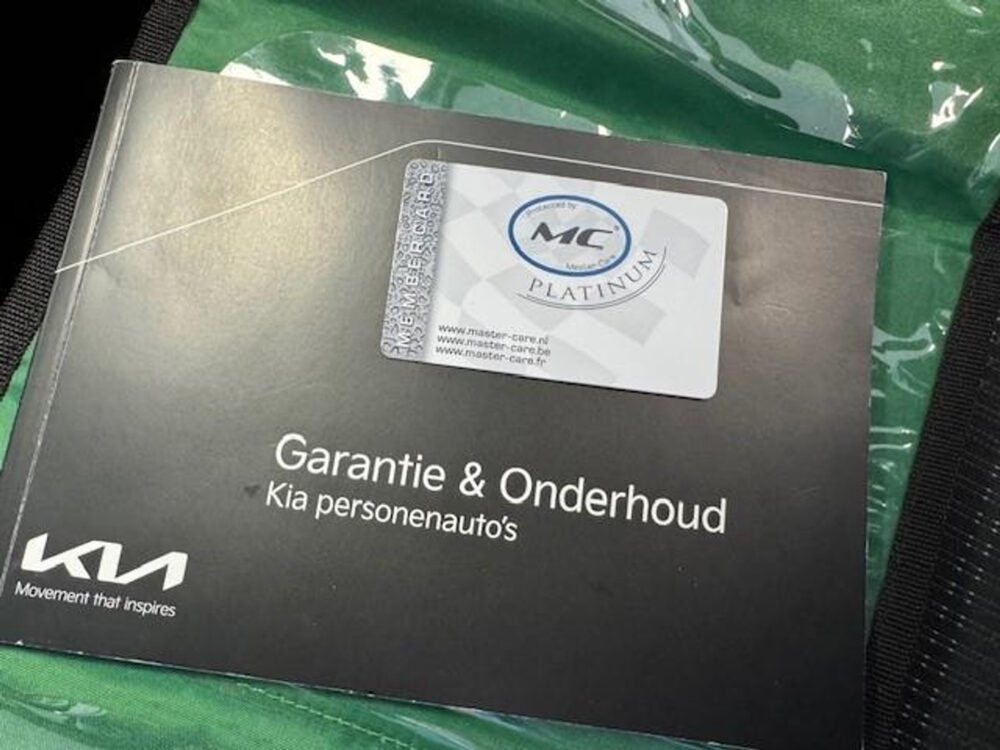 MEMBERCARD
Protected by
MC®
Master-Care
PLATINUM
www.master-care.nl
www.master-care.be
www.master-care.fr
Garantie & Onderhoud
Kia personenauto's
KIA
Movement that inspires